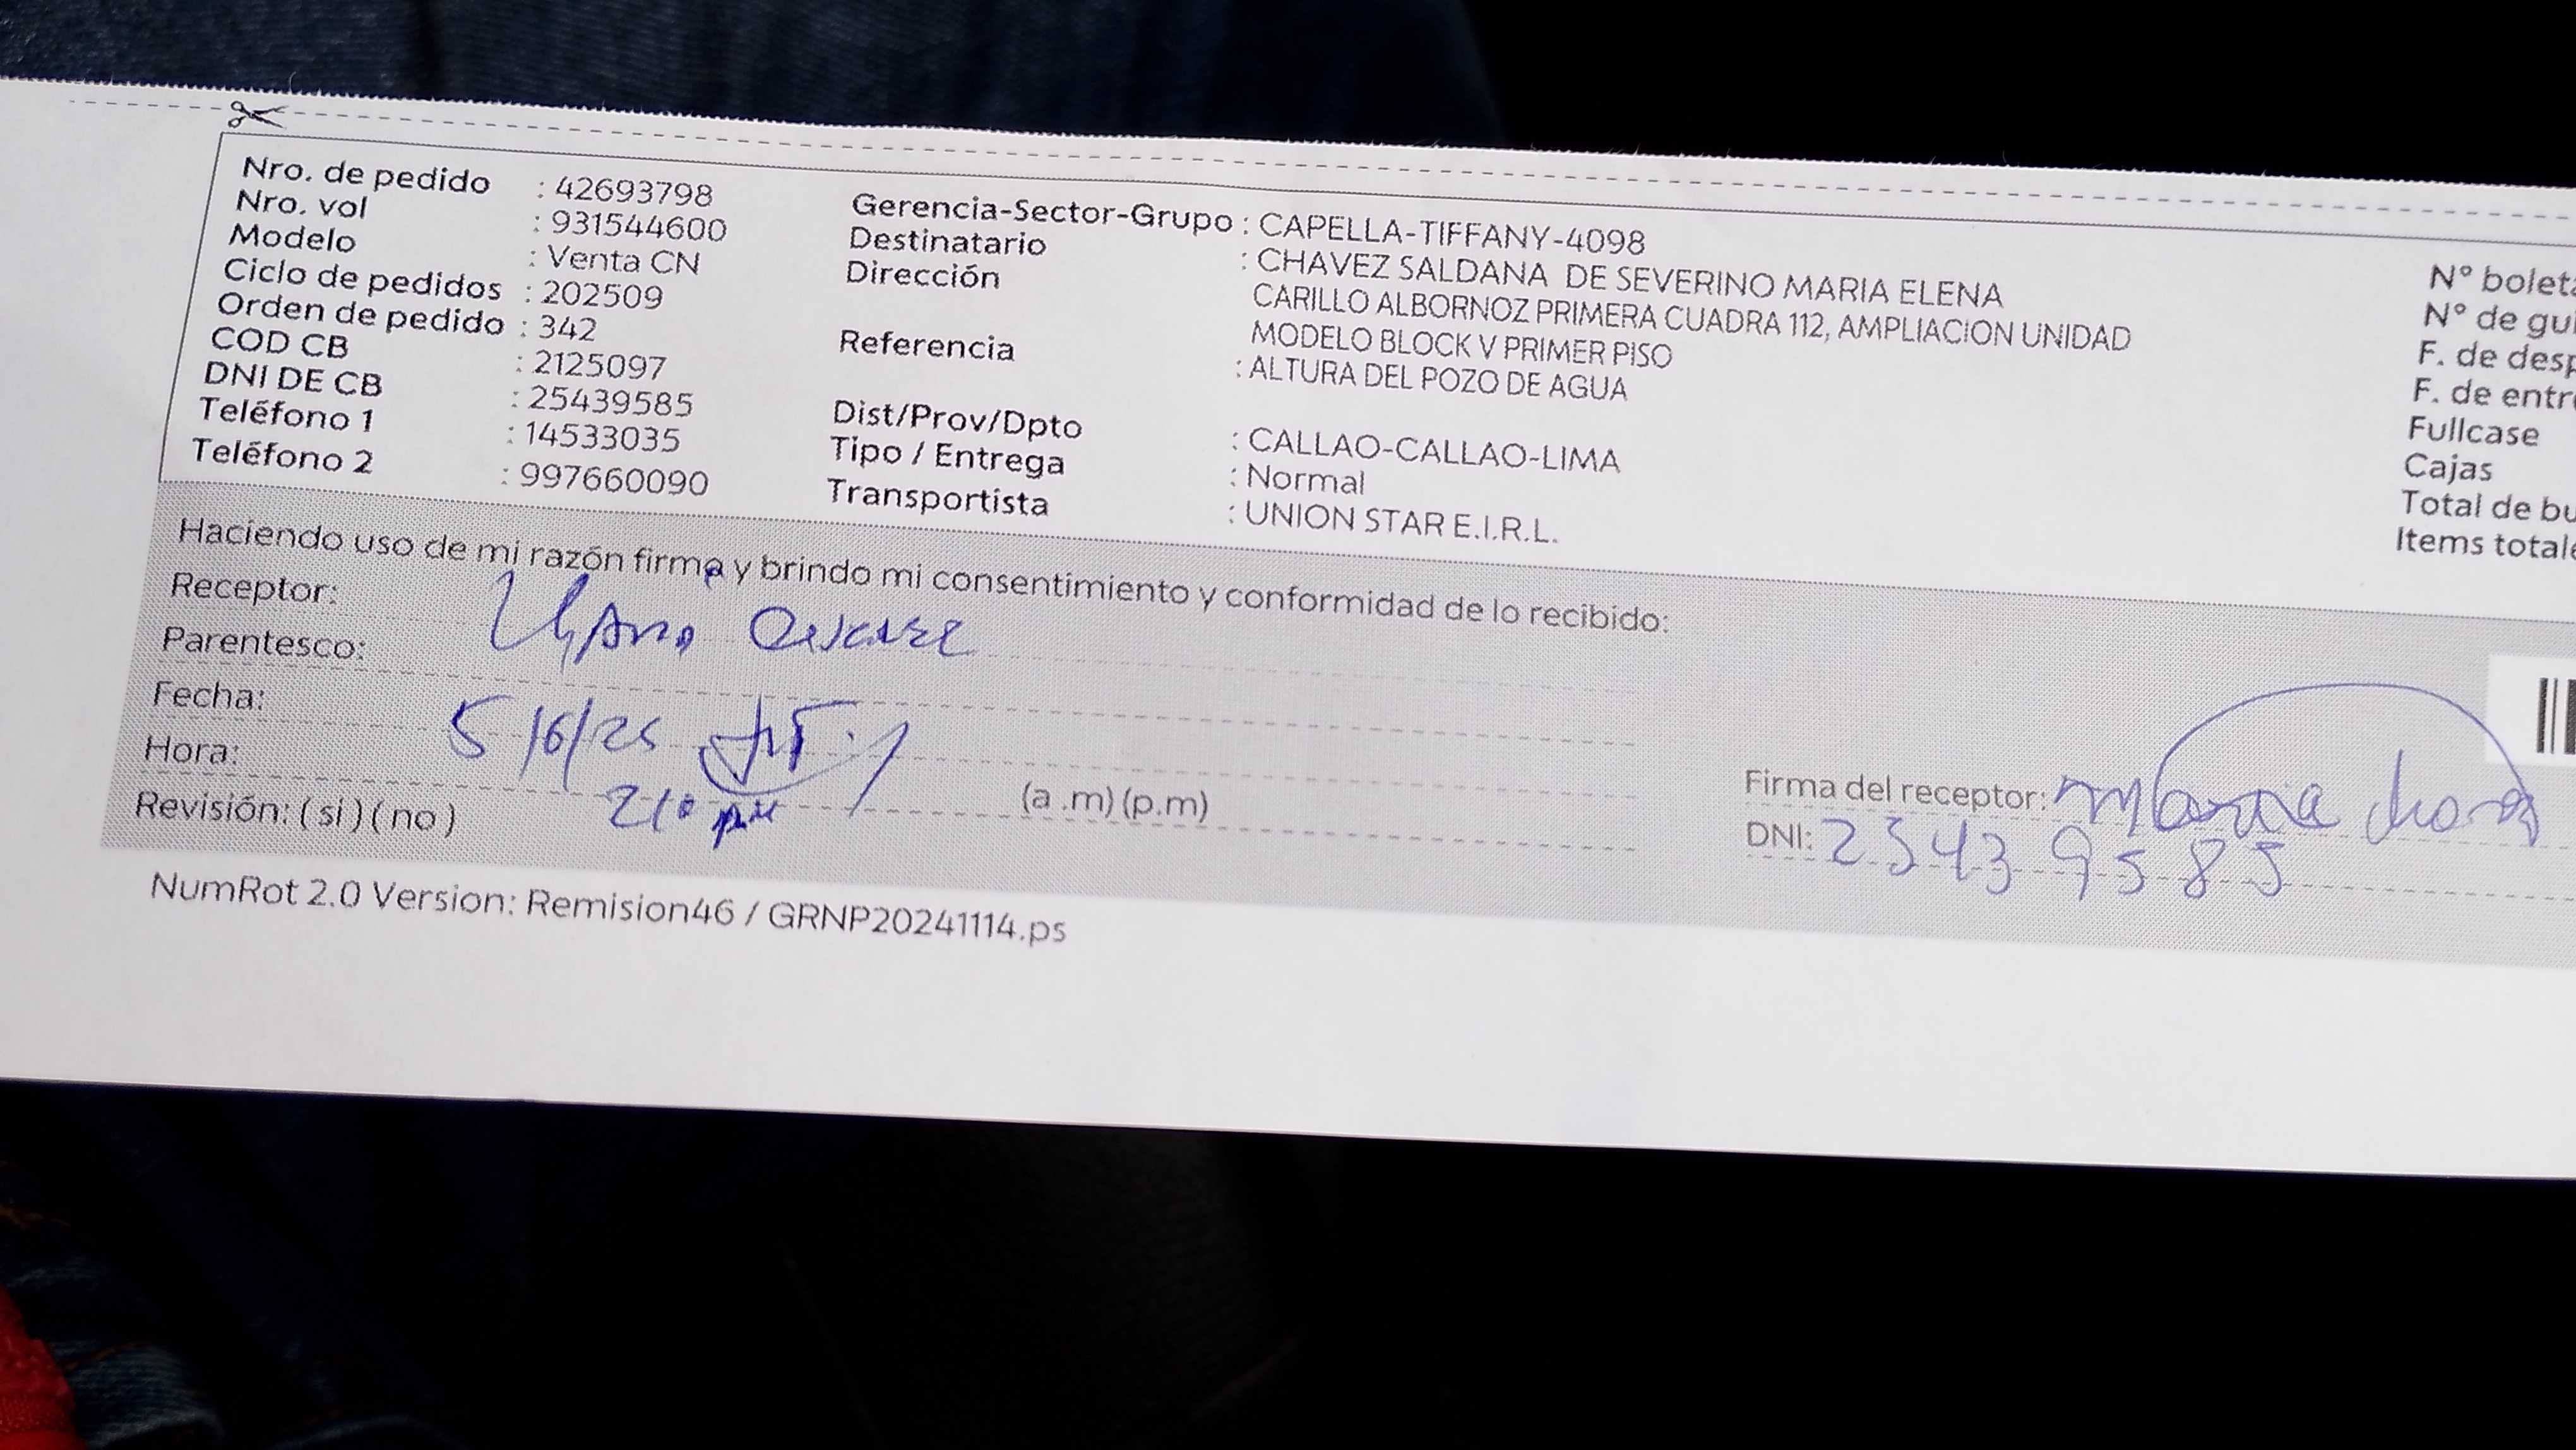 Nro. de pedido : 42693798
Nro. vol : 931544600
Modelo : Venta CN
Ciclo de pedidos : 202509
Orden de pedido : 342
COD CB : 2125097
DNI DE CB : 25439585
Teléfono 1 : 14533035
Teléfono 2 : 997660090
Gerencia-Sector-Grupo : CAPELLA-TIFFANY-4098
Destinatario : CHAVEZ SALDANA DE SEVERINO MARIA ELENA
Dirección CARILLO ALBORNOZ PRIMERA CUADRA 112, AMPLIACION UNIDAD
MODELO BLOCK V PRIMER PISO
Referencia : ALTURA DEL POZO DE AGUA
Dist/Prov/Dpto : CALLAO-CALLAO-LIMA
Tipo / Entrega : Normal
Transportista : UNION STAR E.I.R.L.
N° boleta
N° de gui
F. de desp
F. de entre
Fullcase
Cajas
Total de bu
Items totale
Haciendo uso de mi razón firma y brindo mi consentimiento y conformidad de lo recibido:
Receptor:
Parentesco:
Fecha: 5/6/25
Hora: 210 pm (a .m) (p.m)
Revisión: ( si ) ( no )
Firma del receptor: Maria
DNI: 25439585
NumRot 2.0 Version: Remision46 / GRNP20241114.ps